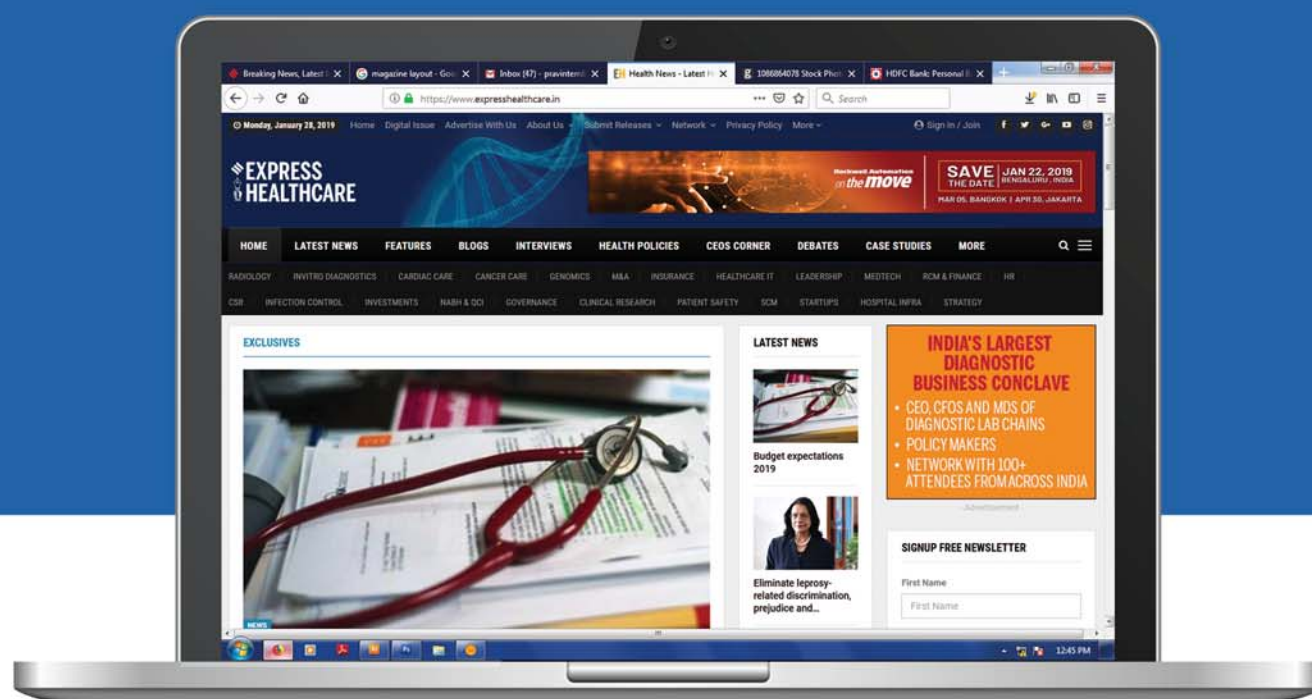 Breaking News, Latest
magazine layout - Goo
Inbox (47) - pravintem
Health News - Latest H
1086864078 Stock Phot
HDFC Bank: Personal B
https://www.expresshealthcare.in
Search
Monday, January 28, 2019 Home Digital Issue Advertise With Us About Us Submit Releases Network Privacy Policy More Sign in / Join
EXPRESS
HEALTHCARE
Rockwell Automation
on the move
SAVE
THE DATE
JAN 22, 2019
BENGALURU, INDIA
MAR 05, BANGKOK | APR 30, JAKARTA
HOME LATEST NEWS FEATURES BLOGS INTERVIEWS HEALTH POLICIES CEOS CORNER DEBATES CASE STUDIES MORE
RADIOLOGY INVITRO DIAGNOSTICS CARDIAC CARE CANCER CARE GENOMICS M&A INSURANCE HEALTHCARE IT LEADERSHIP MEDTECH RCM & FINANCE HR
CSR INFECTION CONTROL INVESTMENTS NABH & QCI GOVERNANCE CLINICAL RESEARCH PATIENT SAFETY SCM STARTUPS HOSPITAL INFRA STRATEGY
EXCLUSIVES
NEWS
LATEST NEWS
Budget expectations
2019
Eliminate leprosy-
related discrimination,
prejudice and...
INDIA'S LARGEST
DIAGNOSTIC
BUSINESS CONCLAVE
• CEO, CFOS AND MDS OF
DIAGNOSTIC LAB CHAINS
• POLICY MAKERS
• NETWORK WITH 100+
ATTENDEES FROM ACROSS INDIA
- Advertisement -
SIGNUP FREE NEWSLETTER
First Name
First Name
12:45 PM